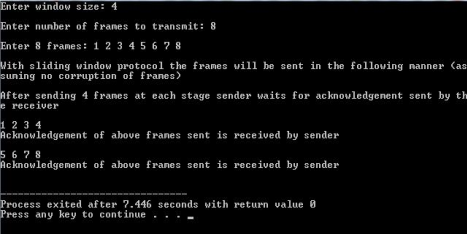 Enter window size: 4
Enter number of frames to transmit: 8
Enter 8 frames: 1 2 3 4 5 6 7 8
With sliding window protocol the frames will be sent in the following manner (as
suming no corruption of frames)
After sending 4 frames at each stage sender waits for acknowledgement sent by th
e receiver
1 2 3 4
Acknowledgement of above frames sent is received by sender
5 6 7 8
Acknowledgement of above frames sent is received by sender
--------------------------------
Process exited after 7.446 seconds with return value 0
Press any key to continue . . . _